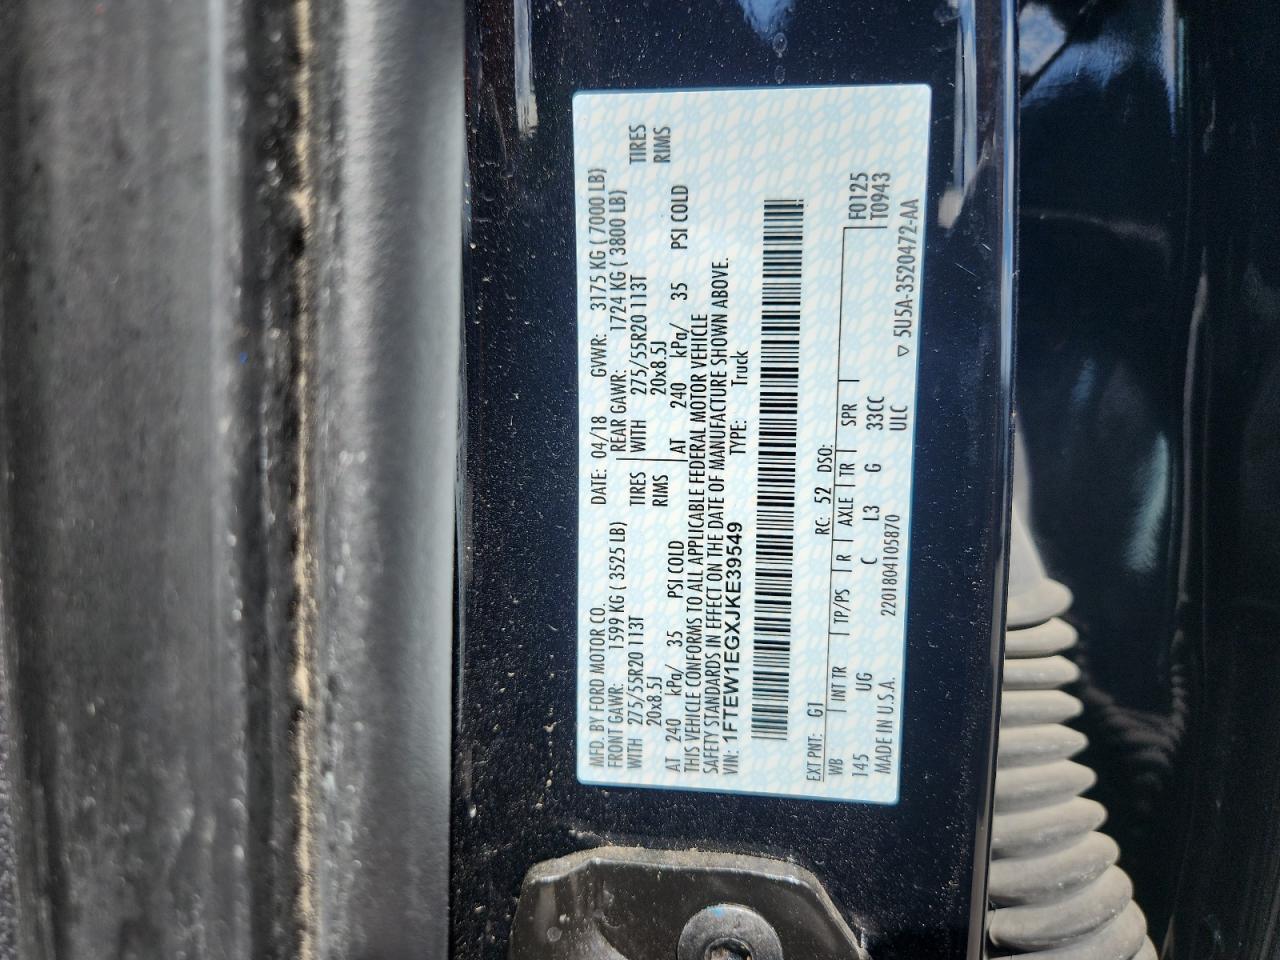 MFD. BY FORD MOTOR CO. DATE: 04/18 GVWR: 3175 KG ( 7000 LB)
FRONT GAWR: 1599 KG ( 3525 LB) REAR GAWR: 1724 KG ( 3800 LB)
WITH 275/55R20 113T TIRES WITH 275/55R20 113T TIRES
20x8.5J RIMS 20x8.5J RIMS
AT 240 kPa/ 35 PSI COLD AT 240 kPa/ 35 PSI COLD
THIS VEHICLE CONFORMS TO ALL APPLICABLE FEDERAL MOTOR VEHICLE
SAFETY STANDARDS IN EFFECT ON THE DATE OF MANUFACTURE SHOWN ABOVE.
VIN: 1FTEW1EGXJKE39549 TYPE: Truck
EXT PNT: G1 RC: 52 DSO:
WB INT TR TP/PS R AXLE TR SPR F0125
145 UG C L3 G 33CC T0943
MADE IN U.S.A. 2201804105870 ULC
▽ 5U5A-3520472-AA